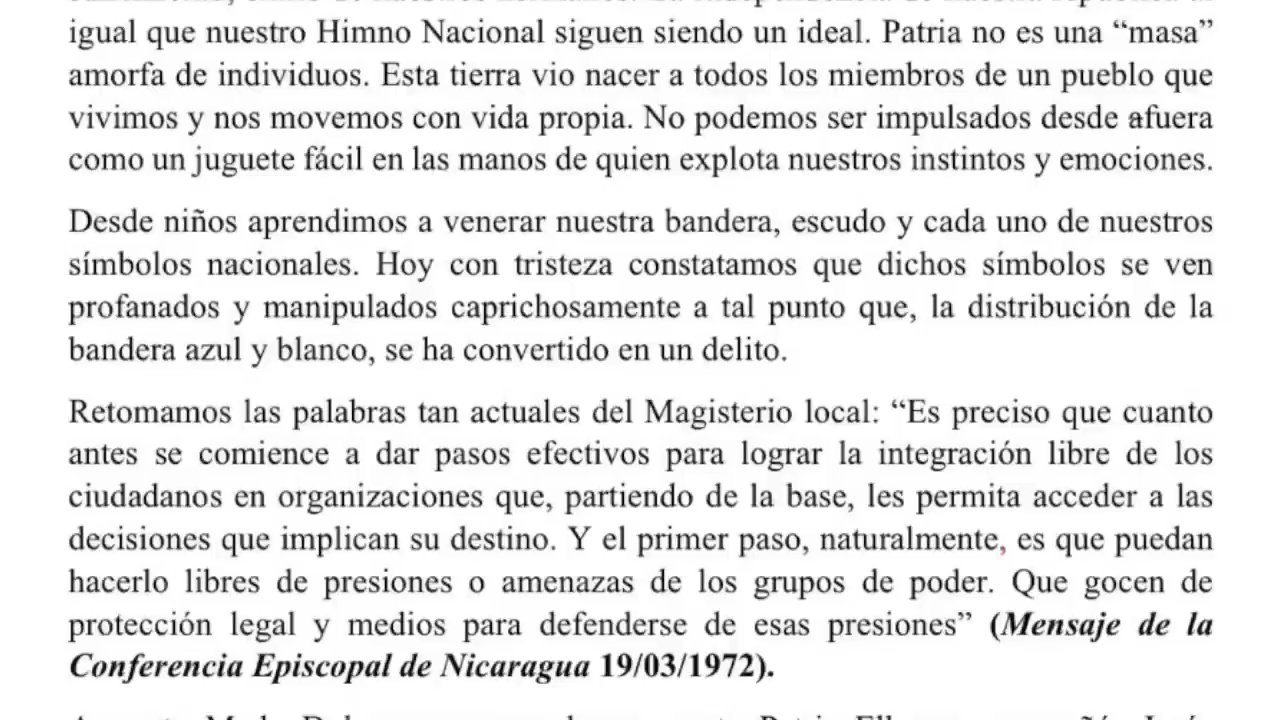 igual que nuestro Himno Nacional siguen siendo un ideal. Patria no es una “masa”
amorfa de individuos. Esta tierra vio nacer a todos los miembros de un pueblo que
vivimos y nos movemos con vida propia. No podemos ser impulsados desde afuera
como un juguete fácil en las manos de quien explota nuestros instintos y emociones.
Desde niños aprendimos a venerar nuestra bandera, escudo y cada uno de nuestros
símbolos nacionales. Hoy con tristeza constatamos que dichos símbolos se ven
profanados y manipulados caprichosamente a tal punto que, la distribución de la
bandera azul y blanco, se ha convertido en un delito.
Retomamos las palabras tan actuales del Magisterio local: “Es preciso que cuanto
antes se comience a dar pasos efectivos para lograr la integración libre de los
ciudadanos en organizaciones que, partiendo de la base, les permita acceder a las
decisiones que implican su destino. Y el primer paso, naturalmente, es que puedan
hacerlo libres de presiones o amenazas de los grupos de poder. Que gocen de
protección legal y medios para defenderse de esas presiones” (Mensaje de la
Conferencia Episcopal de Nicaragua 19/03/1972).